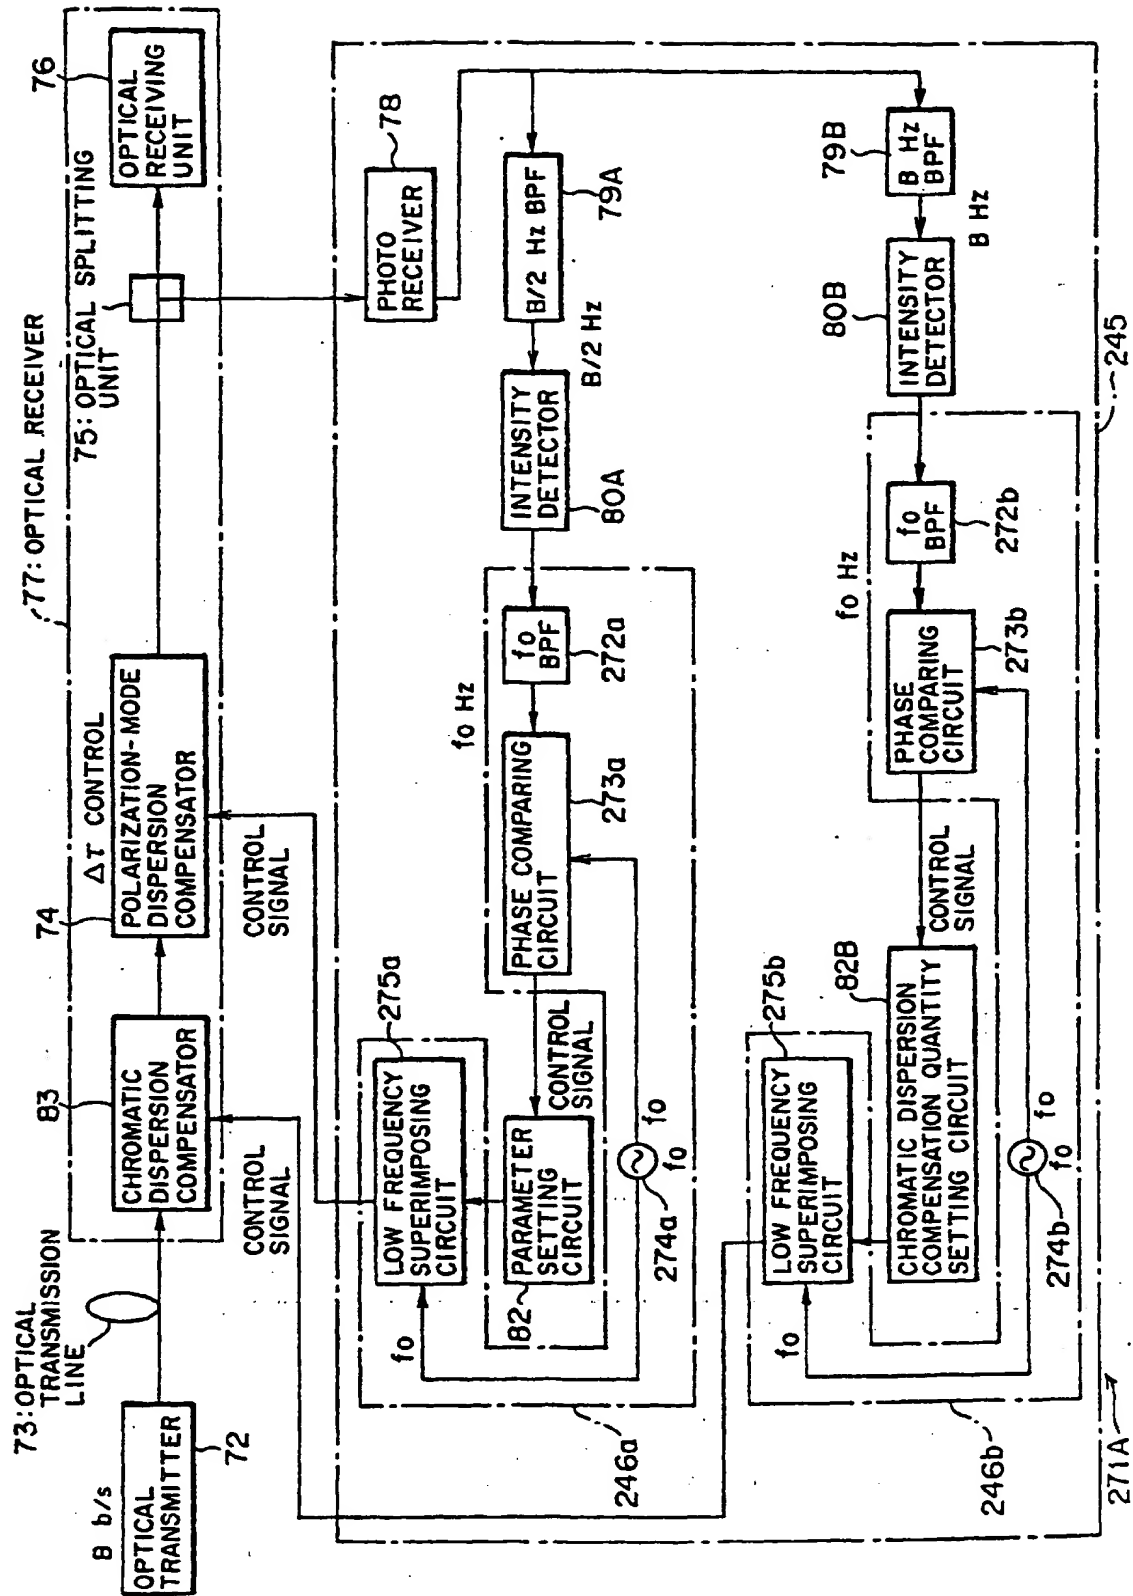 B b/s
OPTICAL
TRANSMITTER
72
73:OPTICAL
TRANSMISSION
LINE
83
CHROMATIC
DISPERSION
COMPENSATOR
CONTROL
SIGNAL
74
Δτ CONTROL
POLARIZATION-MODE
DISPERSION
COMPENSATOR
CONTROL
SIGNAL
77:OPTICAL RECEIVER
75:OPTICAL SPLITTING
UNIT
76
OPTICAL
RECEIVING
UNIT
PHOTO
RECEIVER
78
B/2 Hz BPF
79A
B/2 Hz
INTENSITY
DETECTOR
80A
fo Hz
fo
BPF
272a
PHASE COMPARING
CIRCUIT
273a
CONTROL
SIGNAL
275a
LOW FREQUENCY
SUPERIMPOSING
CIRCUIT
PARAMETER
SETTING
CIRCUIT
82
fo
fo
fo
274a
246a
79B
B Hz
BPF
B Hz
80B
INTENSITY
DETECTOR
245
fo Hz
fo
BPF
272b
PHASE
COMPARING
CIRCUIT
273b
CONTROL
SIGNAL
82B
CHROMATIC DISPERSION
COMPENSATION QUANTITY
SETTING CIRCUIT
275b
LOW FREQUENCY
SUPERIMPOSING
CIRCUIT
fo
fo
fo
274b
246b
271A